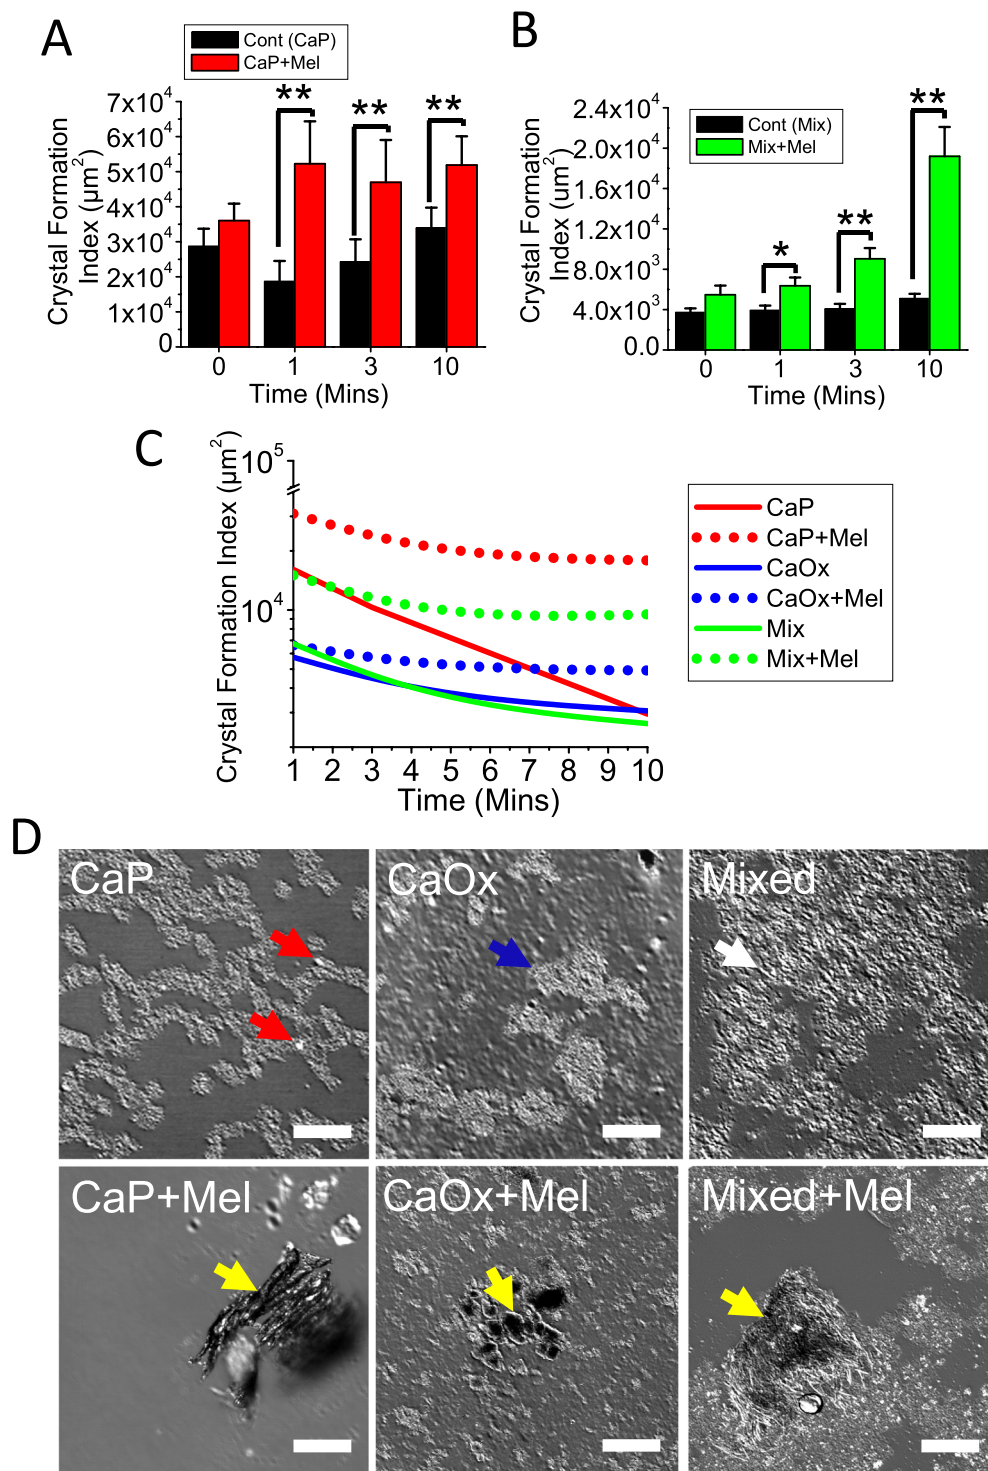 A
Cont (CaP)
CaP+Mel
Crystal Formation
Index (µm²)
7x10⁴
6x10⁴
5x10⁴
4x10⁴
3x10⁴
2x10⁴
1x10⁴
0
** ** **
0 1 3 10
Time (Mins)
B
Cont (Mix)
Mix+Mel
Crystal Formation
Index (um²)
2.4x10⁴
2.0x10⁴
1.6x10⁴
1.2x10⁴
8.0x10³
4.0x10³
0.0
* ** **
0 1 3 10
Time (Mins)
C
Crystal Formation Index (µm²)
10⁵
10⁴
1 2 3 4 5 6 7 8 9 10
Time (Mins)
CaP
CaP+Mel
CaOx
CaOx+Mel
Mix
Mix+Mel
D
CaP
CaOx
Mixed
CaP+Mel
CaOx+Mel
Mixed+Mel